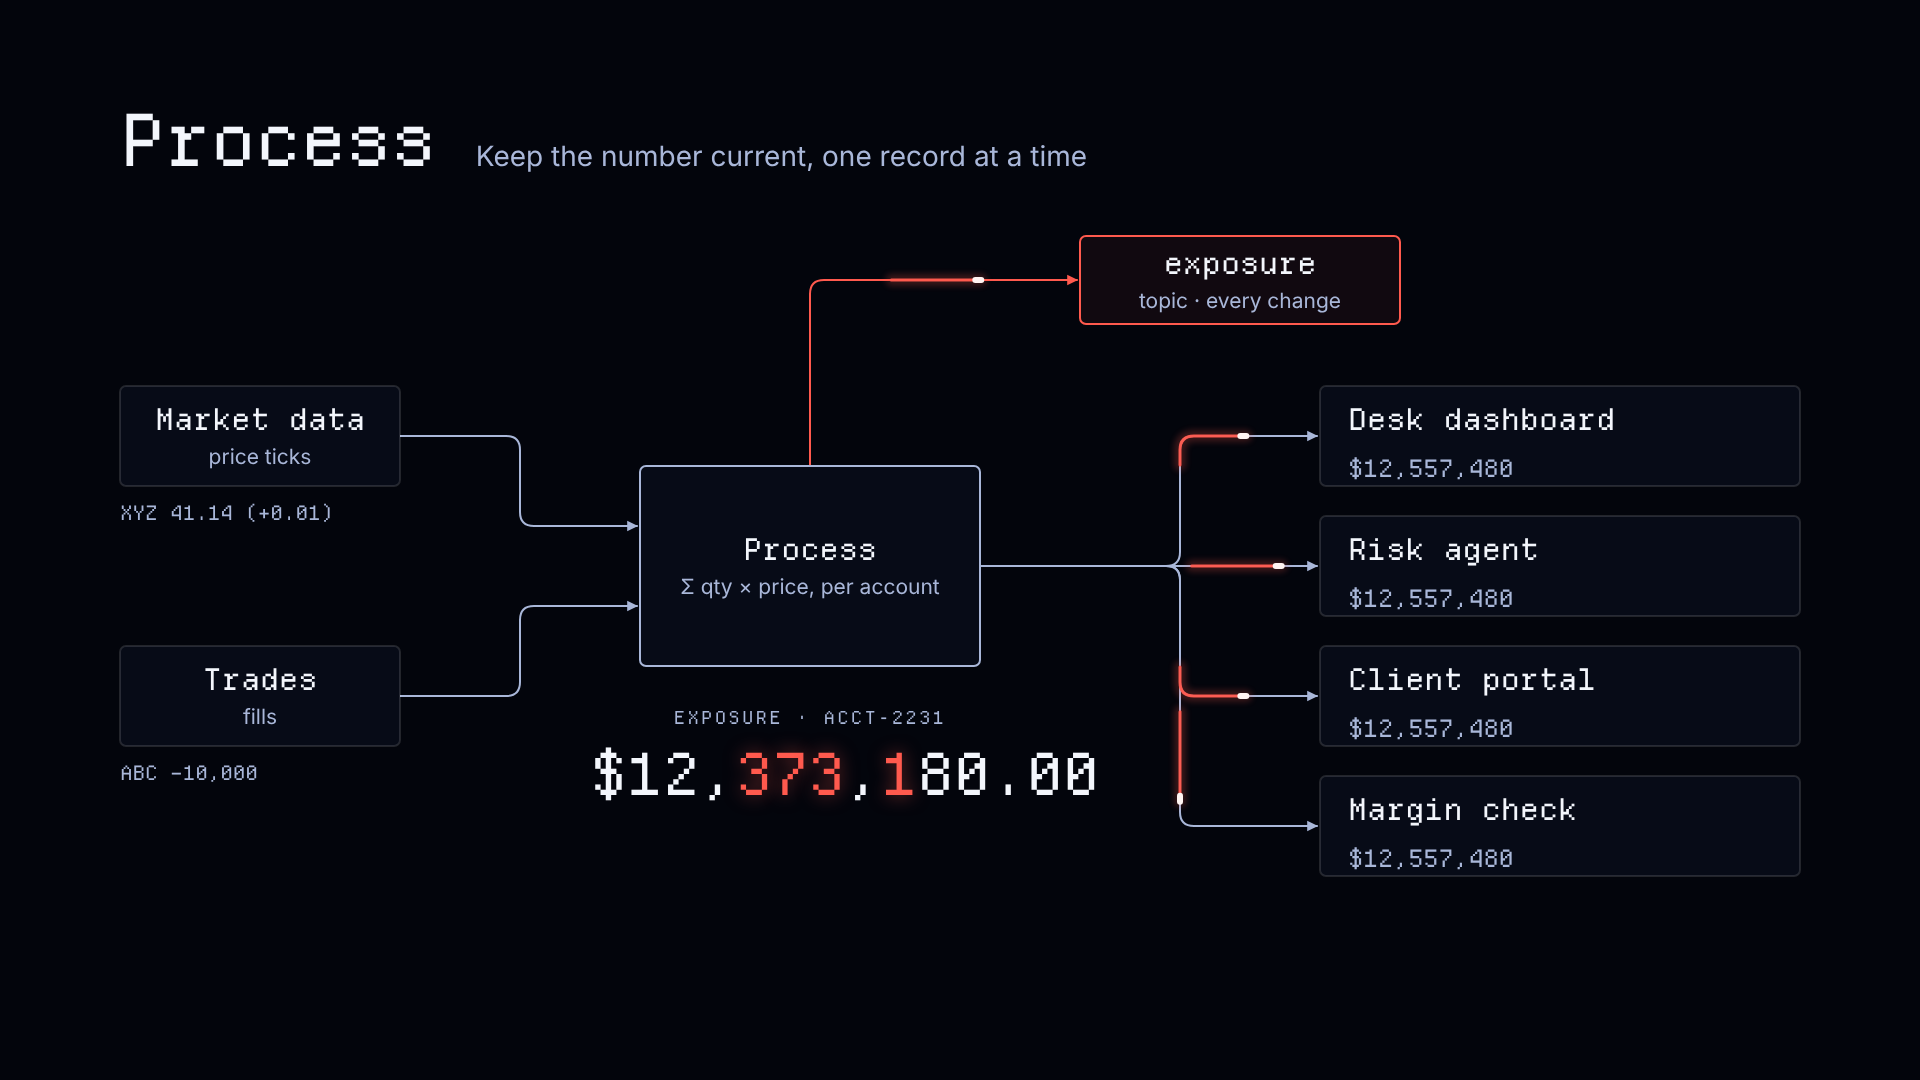 Process
Keep the number current, one record at a time
exposure
topic · every change
Market data
price ticks
XYZ 41.14 (+0.01)
Trades
fills
ABC −10,000
Process
Σ qty × price, per account
EXPOSURE · ACCT-2231
$12,373,180.00
Desk dashboard
$12,557,480
Risk agent
$12,557,480
Client portal
$12,557,480
Margin check
$12,557,480